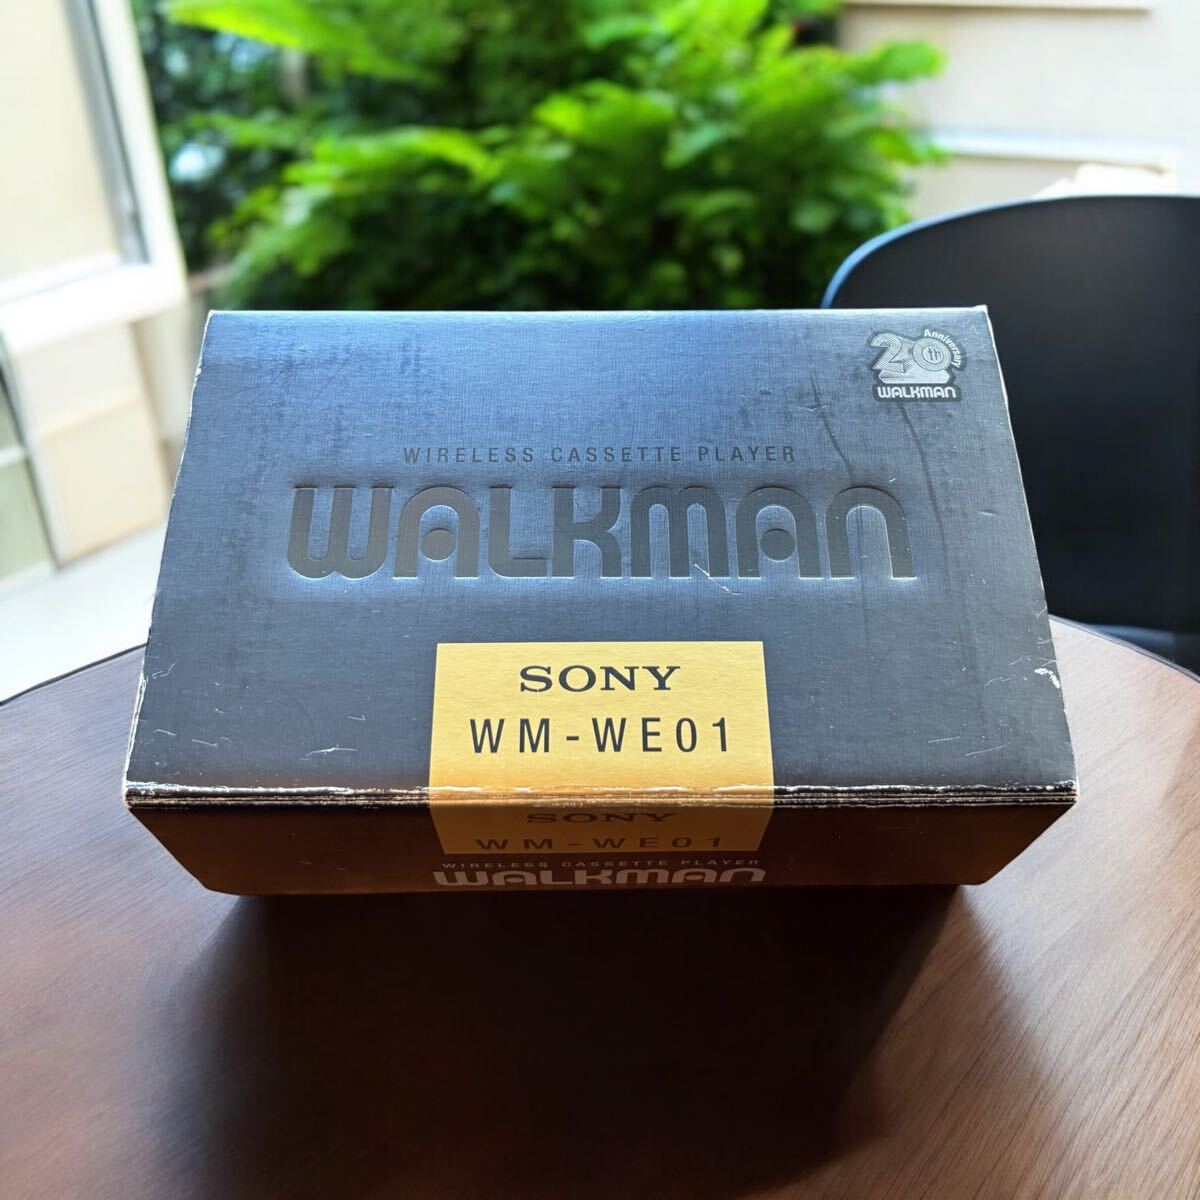 20th Anniversary
WALKMAN
WIRELESS CASSETTE PLAYER
WALKMAN
SONY
WM-WE01
SONY
WM-WE01
WIRELESS CASSETTE PLAYER
WALKMAN